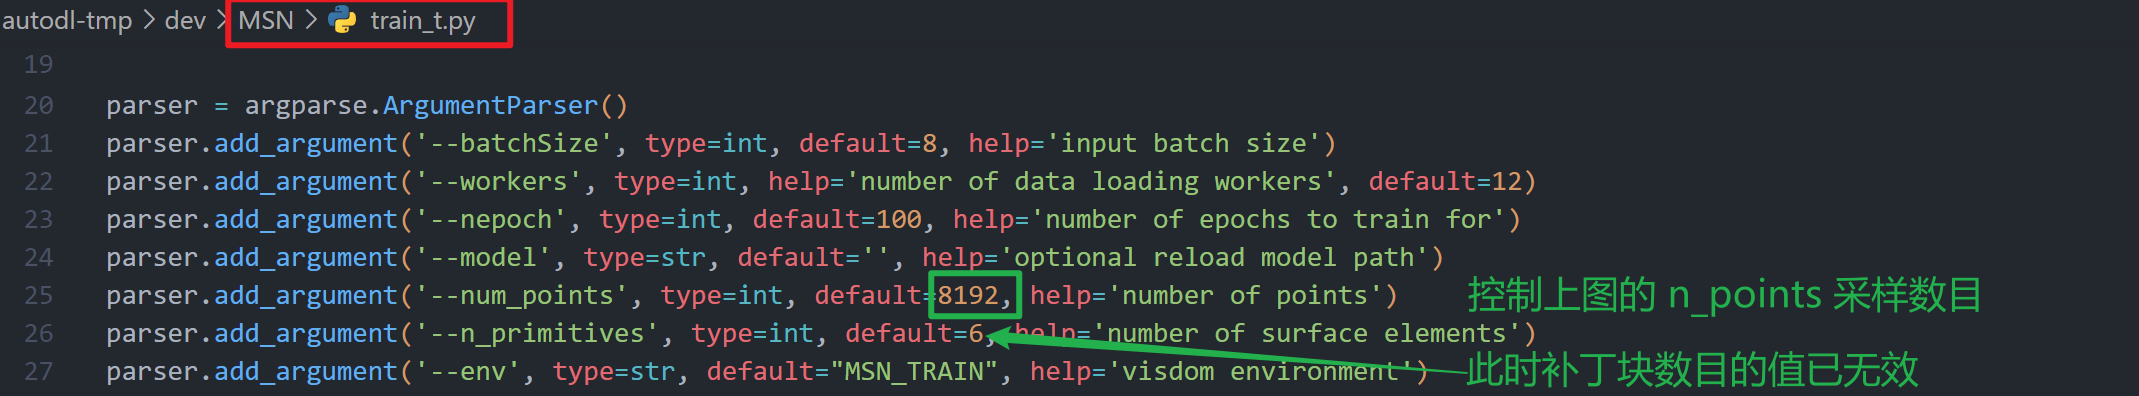 autodl-tmp > dev > MSN > train_t.py
19
20 parser = argparse.ArgumentParser()
21 parser.add_argument('--batchSize', type=int, default=8, help='input batch size')
22 parser.add_argument('--workers', type=int, help='number of data loading workers', default=12)
23 parser.add_argument('--nepoch', type=int, default=100, help='number of epochs to train for')
24 parser.add_argument('--model', type=str, default='', help='optional reload model path')
25 parser.add_argument('--num_points', type=int, default=8192, help='number of points') 控制上图的 n_points 采样数目
26 parser.add_argument('--n_primitives', type=int, default=6, help='number of surface elements')
27 parser.add_argument('--env', type=str, default="MSN_TRAIN", help='visdom environment') 此时补丁块数目的值已无效